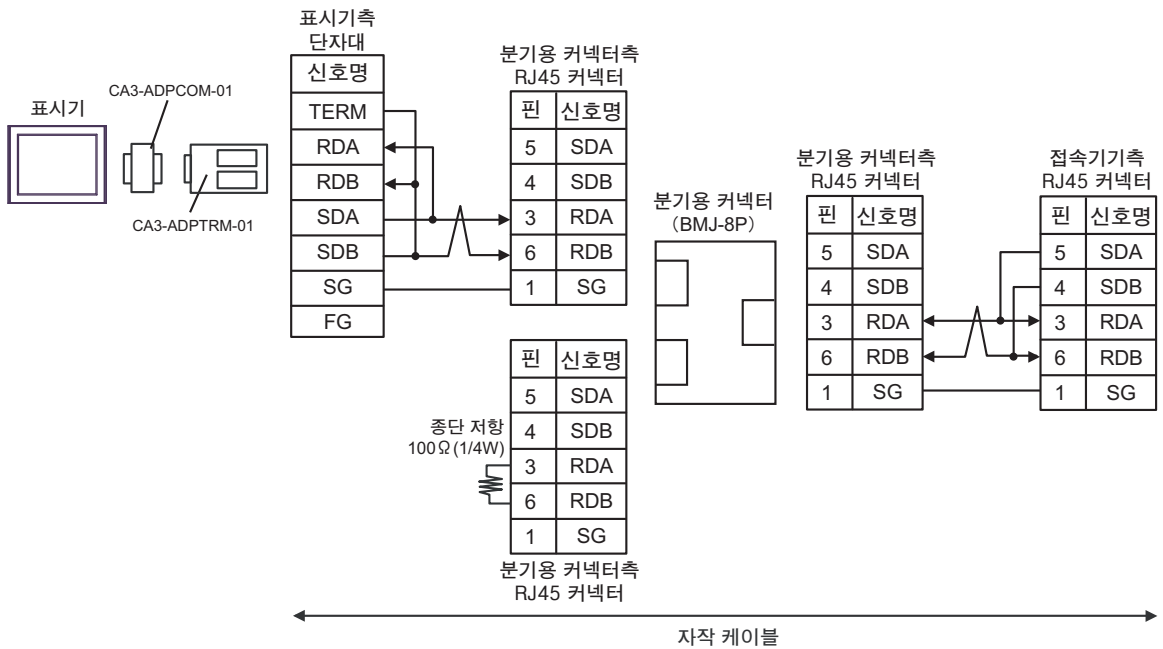 표시기
CA3-ADPCOM-01
CA3-ADPTRM-01
표시기측
단자대
신호명
TERM
RDA
RDB
SDA
SDB
SG
FG
분기용 커넥터측
RJ45 커넥터
핀 신호명
5 SDA
4 SDB
3 RDA
6 RDB
1 SG
종단 저항
100Ω(1/4W)
핀 신호명
5 SDA
4 SDB
3 RDA
6 RDB
1 SG
분기용 커넥터측
RJ45 커넥터
분기용 커넥터
(BMJ-8P)
분기용 커넥터측
RJ45 커넥터
핀 신호명
5 SDA
4 SDB
3 RDA
6 RDB
1 SG
접속기기측
RJ45 커넥터
핀 신호명
5 SDA
4 SDB
3 RDA
6 RDB
1 SG
자작 케이블